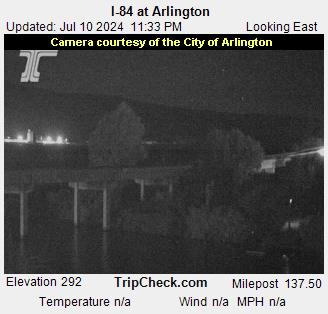 I-84 at Arlington
Updated: Jul 10 2024 11:33 PM Looking East
Camera courtesy of the City of Arlington
Elevation 292 TripCheck.com Milepost 137.50
Temperature n/a Wind n/a MPH n/a